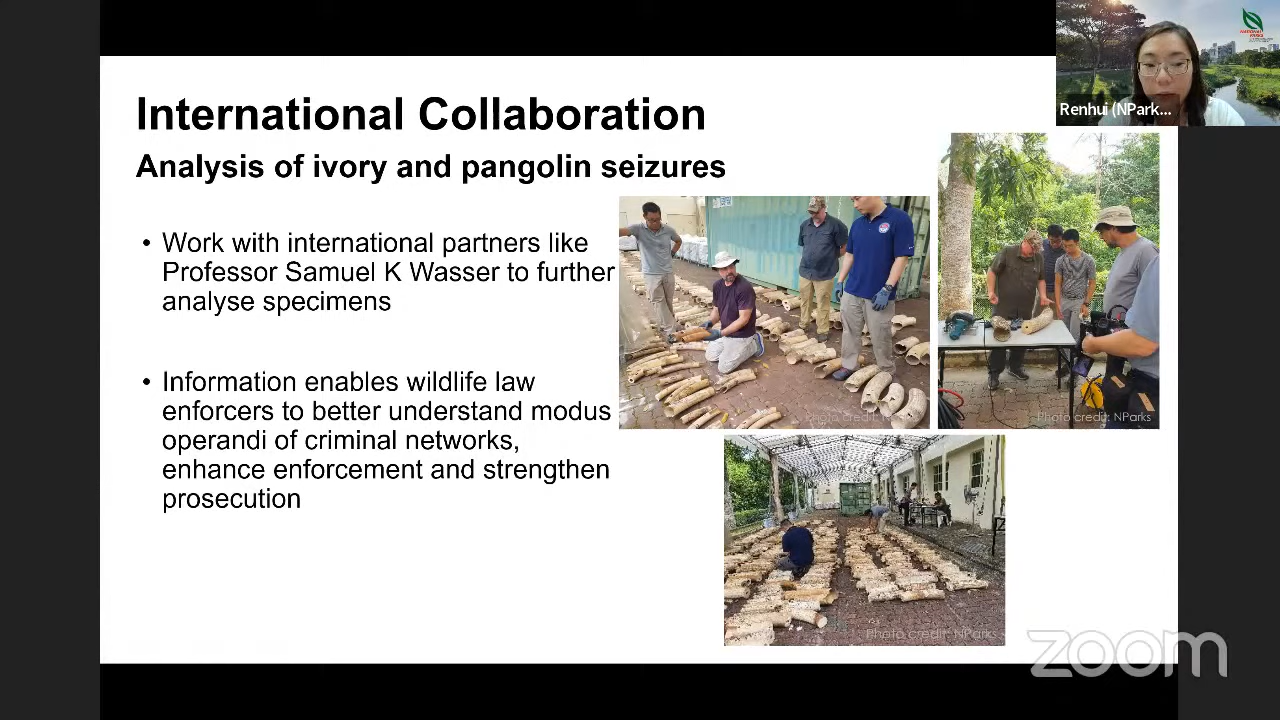 International Collaboration
Analysis of ivory and pangolin seizures
• Work with international partners like
Professor Samuel K Wasser to further
analyse specimens
• Information enables wildlife law
enforcers to better understand modus
operandi of criminal networks,
enhance enforcement and strengthen
prosecution
Renhui (NPark...
Photo credit: NParks
Photo credit: NParks
zoom